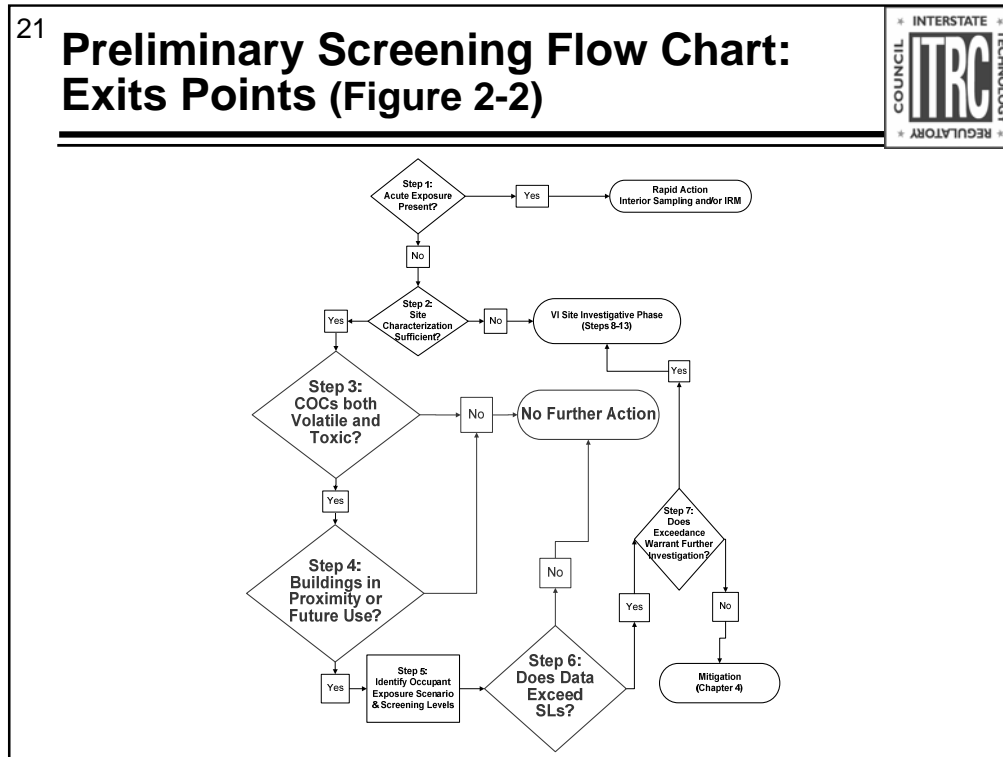 21
Preliminary Screening Flow Chart:
Exits Points (Figure 2-2)
INTERSTATE
TECHNOLOGY
REGULATORY
COUNCIL
ITRC
Step 1:
Acute Exposure
Present?
Yes
Rapid Action
Interior Sampling and/or IRM
No
Step 2:
Site
Characterization
Sufficient?
Yes
No
VI Site Investigative Phase
(Steps 8-13)
Yes
Step 3:
COCs both
Volatile and
Toxic?
No
No Further Action
Yes
Step 7:
Does
Exceedance
Warrant Further
Investigation?
Step 4:
Buildings in
Proximity or
Future Use?
No
Yes
No
Yes
Step 5:
Identify Occupant
Exposure Scenario
& Screening Levels
Step 6:
Does Data
Exceed
SLs?
Mitigation
(Chapter 4)